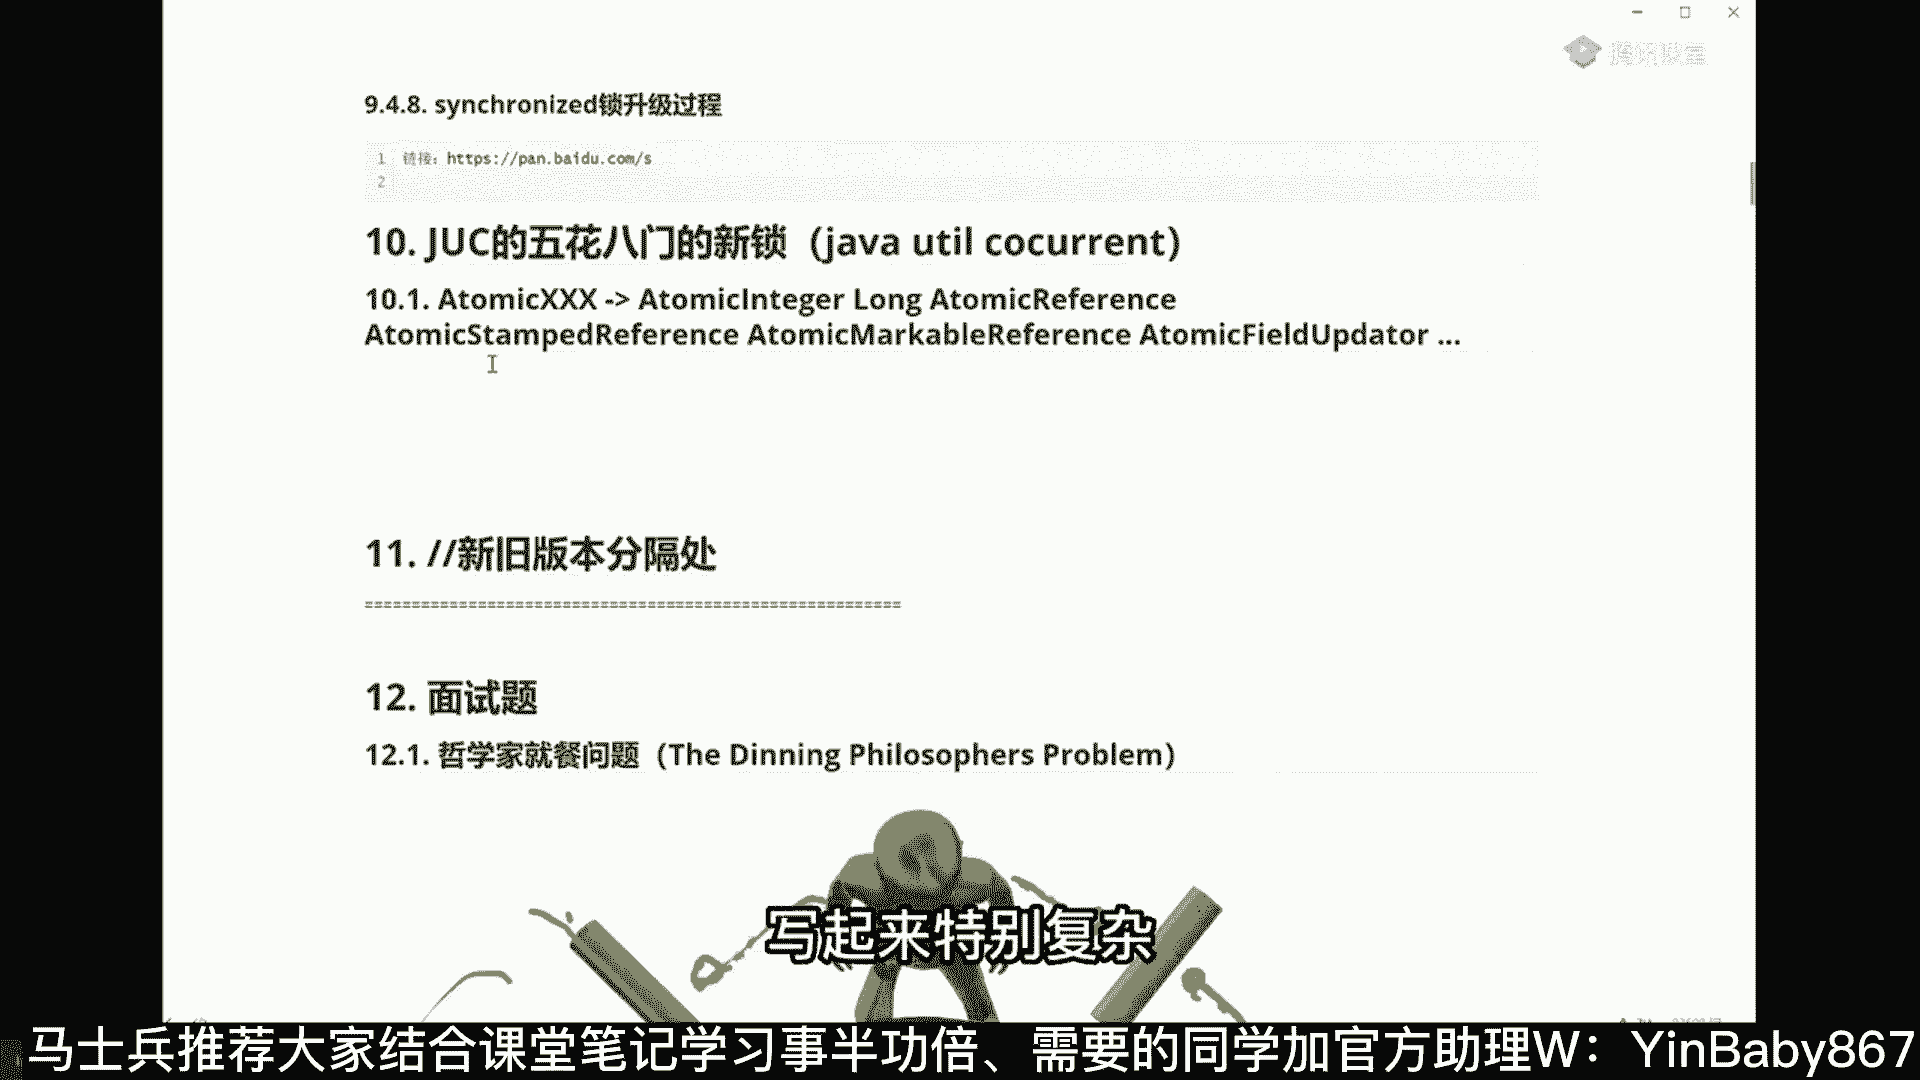 腾讯课堂
9.4.8. synchronized锁升级过程
1 链接：https://pan.baidu.com/s
2
10. JUC的五花八门的新锁（java util cocurrent）
10.1. AtomicXXX -> AtomicInteger Long AtomicReference
AtomicStampedReference AtomicMarkableReference AtomicFieldUpdator ...
11. //新旧版本分隔处
=========================================================
12. 面试题
12.1. 哲学家就餐问题（The Dinning Philosophers Problem）
写起来特别复杂
马士兵推荐大家结合课堂笔记学习事半功倍、需要的同学加官方助理W：YinBaby867